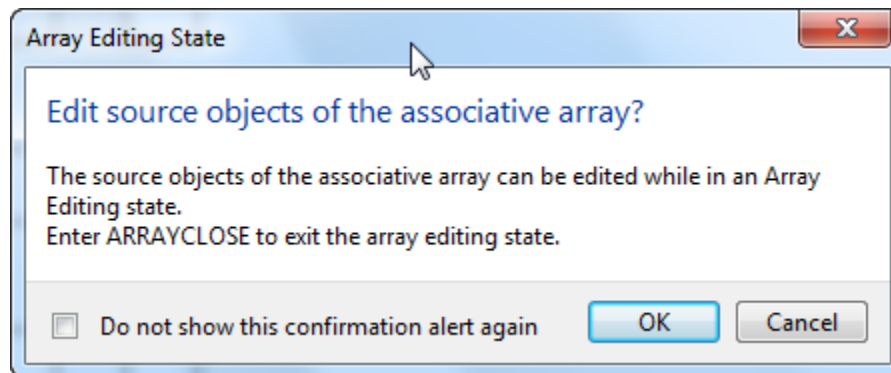 Array Editing State
Edit source objects of the associative array?
The source objects of the associative array can be edited while in an Array
Editing state.
Enter ARRAYCLOSE to exit the array editing state.
Do not show this confirmation alert again
OK
Cancel